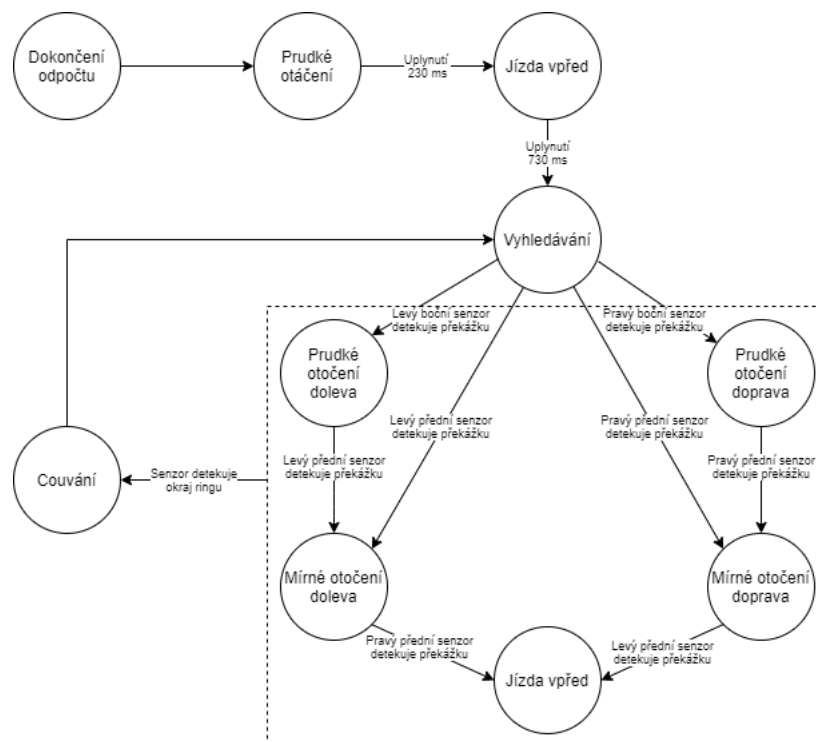 Dokončení
odpočtu
Prudké
otáčení
Uplynutí
230 ms
Jízda vpřed
Uplynutí
730 ms
Vyhledávání
Levý boční senzor
detekuje překážku
Pravý boční senzor
detekuje překážku
Prudké
otočení
doleva
Prudké
otočení
doprava
Levý přední senzor
detekuje překážku
Pravý přední senzor
detekuje překážku
Levý přední senzor
detekuje překážku
Pravý přední senzor
detekuje překážku
Couvání
Senzor detekuje
okraj ringu
Mírné otočení
doleva
Mírné otočení
doprava
Pravý přední senzor
detekuje překážku
Levý přední senzor
detekuje překážku
Jízda vpřed